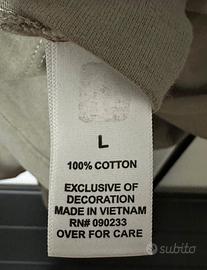 L
100% COTTON
EXCLUSIVE OF
DECORATION
MADE IN VIETNAM
RN# 090233
OVER FOR CARE
subito